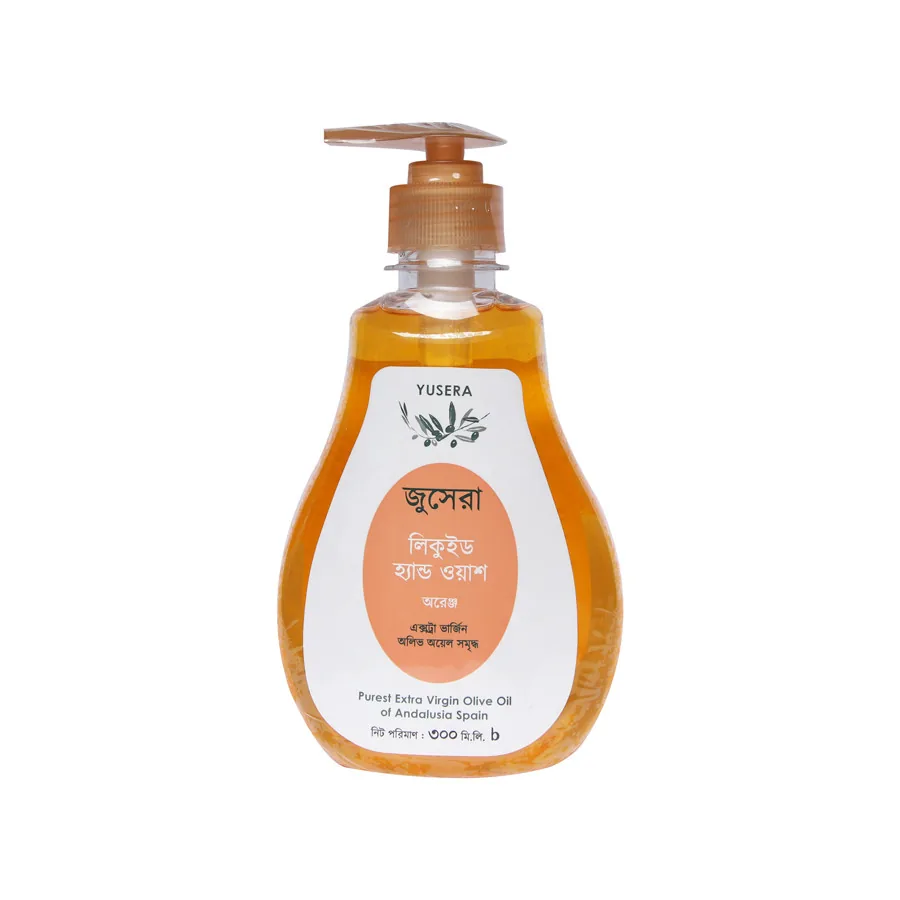 YUSERA
জুসেরা
লিকুইড
হ্যান্ড ওয়াশ
অরেঞ্জ
এক্সট্রা ভার্জিন
অলিভ অয়েল সমৃদ্ধ
Purest Extra Virgin Olive Oil
of Andalusia Spain
নিট পরিমাণ : ৩০০ মি.লি. b